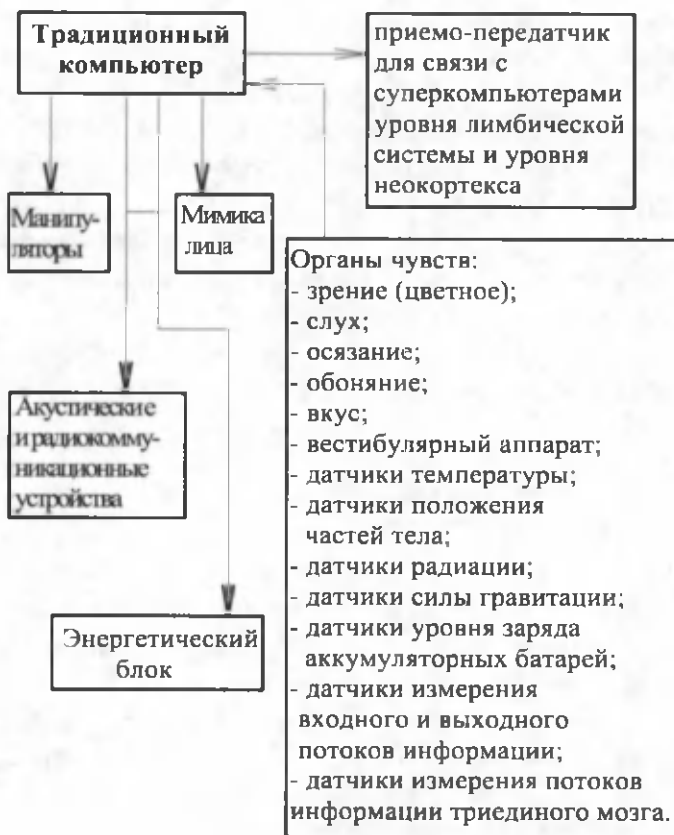 Традиционный
компьютер
приемо-передатчик
для связи с
суперкомпьютерами
уровня лимбической
системы и уровня
неокортекса
Манипу-
ляторы
Мимика
лица
Акустические
и радиокомму-
никационные
устройства
Энергетический
блок
Органы чувств:
- зрение (цветное);
- слух;
- осязание;
- обоняние;
- вкус;
- вестибулярный аппарат;
- датчики температуры;
- датчики положения
частей тела;
- датчики радиации;
- датчики силы гравитации;
- датчики уровня заряда
аккумуляторных батарей;
- датчики измерения
входного и выходного
потоков информации;
- датчики измерения потоков
информации триединого мозга.